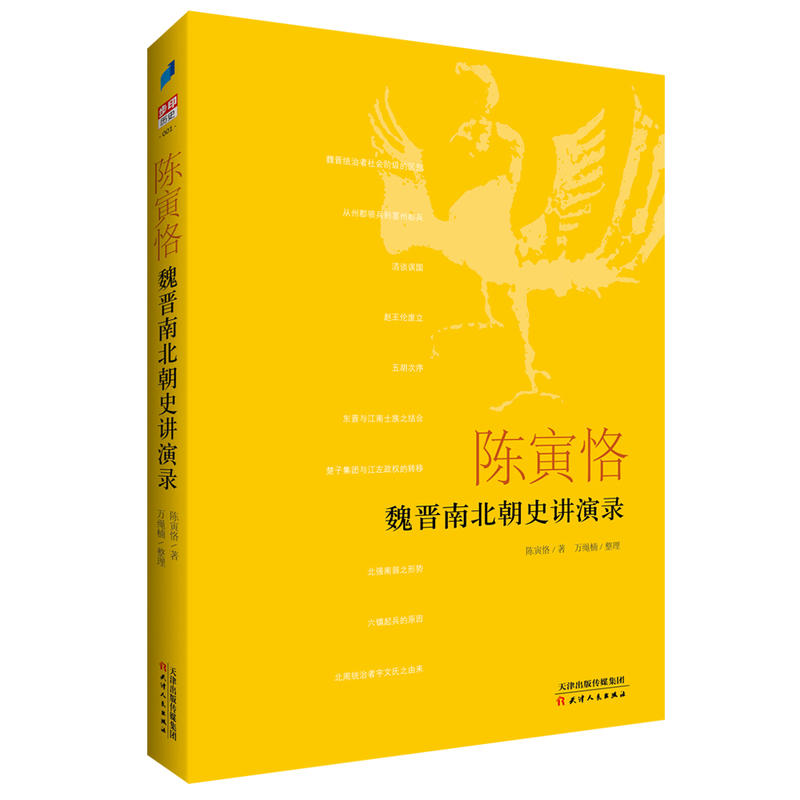 步印
历史
·001·
陈寅恪
魏晋南北朝史讲演录
陈寅恪/著
万绳楠/整理
天津出版传媒集团
天津人民出版社
魏晋统治者社会阶级的区别
从州郡领兵到罢州郡兵
清谈误国
赵王伦废立
五胡次序
东晋与江南士族之结合
楚子集团与江左政权的转移
陈寅恪
魏晋南北朝史讲演录
陈寅恪/著 万绳楠/整理
北强南弱之形势
六镇起兵的原因
北周统治者宇文氏之由来
天津出版传媒集团
天津人民出版社